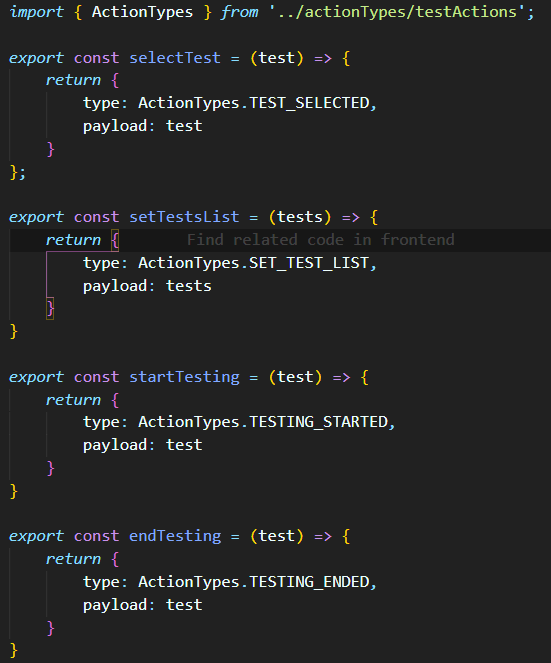 import { ActionTypes } from '../actionTypes/testActions';
export const selectTest = (test) => {
    return {
        type: ActionTypes.TEST_SELECTED,
        payload: test
    }
};
export const setTestsList = (tests) => {
    return {        Find related code in frontend
        type: ActionTypes.SET_TEST_LIST,
        payload: tests
    }
}
export const startTesting = (test) => {
    return {
        type: ActionTypes.TESTING_STARTED,
        payload: test
    }
}
export const endTesting = (test) => {
    return {
        type: ActionTypes.TESTING_ENDED,
        payload: test
    }
}